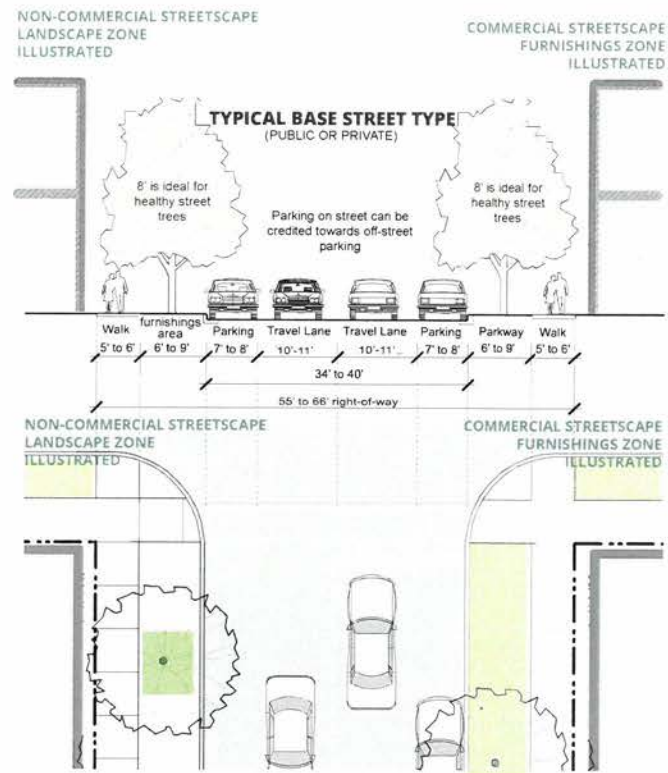 NON-COMMERCIAL STREETSCAPE
LANDSCAPE ZONE
ILLUSTRATED
COMMERCIAL STREETSCAPE
FURNISHINGS ZONE
ILLUSTRATED
TYPICAL BASE STREET TYPE
(PUBLIC OR PRIVATE)
8' is ideal for
healthy street
trees
Parking on street can be
credited towards off-street
parking
8' is ideal for
healthy street
trees
Walk
5' to 6'
furnishings
area
6' to 9'
Parking
7' to 8'
Travel Lane
10'-11'
Travel Lane
10'-11'
Parking
7' to 8'
Parkway
6' to 9'
Walk
5' to 6'
34' to 40'
55' to 66' right-of-way
NON-COMMERCIAL STREETSCAPE
LANDSCAPE ZONE
ILLUSTRATED
COMMERCIAL STREETSCAPE
FURNISHINGS ZONE
ILLUSTRATED